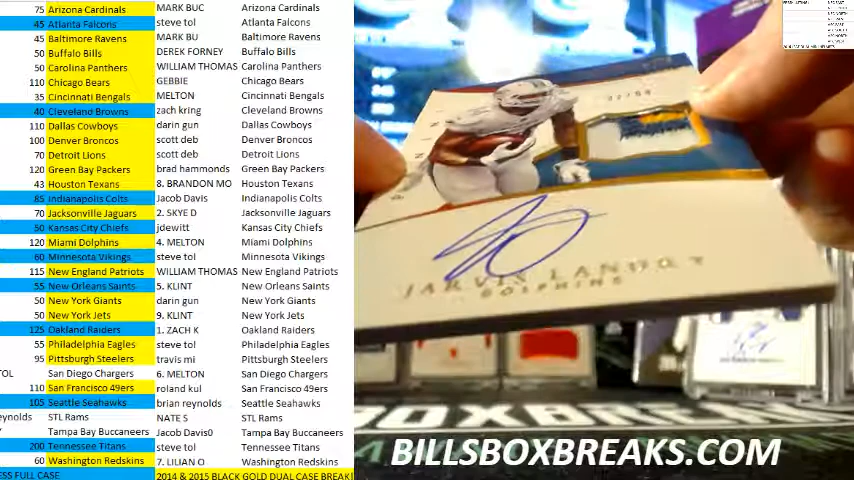 75 Arizona Cardinals MARK BUC Arizona Cardinals
45 Atlanta Falcons steve tol Atlanta Falcons
45 Baltimore Ravens MARK BU Baltimore Ravens
50 Buffalo Bills DEREK FORNEY Buffalo Bills
50 Carolina Panthers WILLIAM THOMAS Carolina Panthers
110 Chicago Bears GEBBIE Chicago Bears
35 Cincinnati Bengals MELTON Cincinnati Bengals
40 Cleveland Browns zach kring Cleveland Browns
110 Dallas Cowboys darin gun Dallas Cowboys
100 Denver Broncos scott deb Denver Broncos
70 Detroit Lions scott deb Detroit Lions
120 Green Bay Packers brad hammonds Green Bay Packers
43 Houston Texans 8. BRANDON MO Houston Texans
85 Indianapolis Colts Jacob Davis Indianapolis Colts
70 Jacksonville Jaguars 2. SKYE D Jacksonville Jaguars
50 Kansas City Chiefs jdewitt Kansas City Chiefs
120 Miami Dolphins 4. MELTON Miami Dolphins
60 Minnesota Vikings steve tol Minnesota Vikings
115 New England Patriots WILLIAM THOMAS New England Patriots
55 New Orleans Saints 5. KLINT New Orleans Saints
50 New York Giants darin gun New York Giants
50 New York Jets 9. KLINT New York Jets
125 Oakland Raiders 1. ZACH K Oakland Raiders
55 Philadelphia Eagles steve tol Philadelphia Eagles
95 Pittsburgh Steelers travis mi Pittsburgh Steelers
TOL San Diego Chargers 6. MELTON San Diego Chargers
110 San Francisco 49ers roland kul San Francisco 49ers
105 Seattle Seahawks brian reynolds Seattle Seahawks
eynolds STL Rams NATE S STL Rams
Tampa Bay Buccaneers Jacob Davis0 Tampa Bay Buccaneers
200 Tennessee Titans steve tol Tennessee Titans
60 Washington Redskins 7. LILIAN O Washington Redskins
ESS FULL CASE 2014 & 2015 BLACK GOLD DUAL CASE BREAK
JARVIS LANDRY
DOLPHINS
BOXBREA
BILLSBOXBREAKS.COM